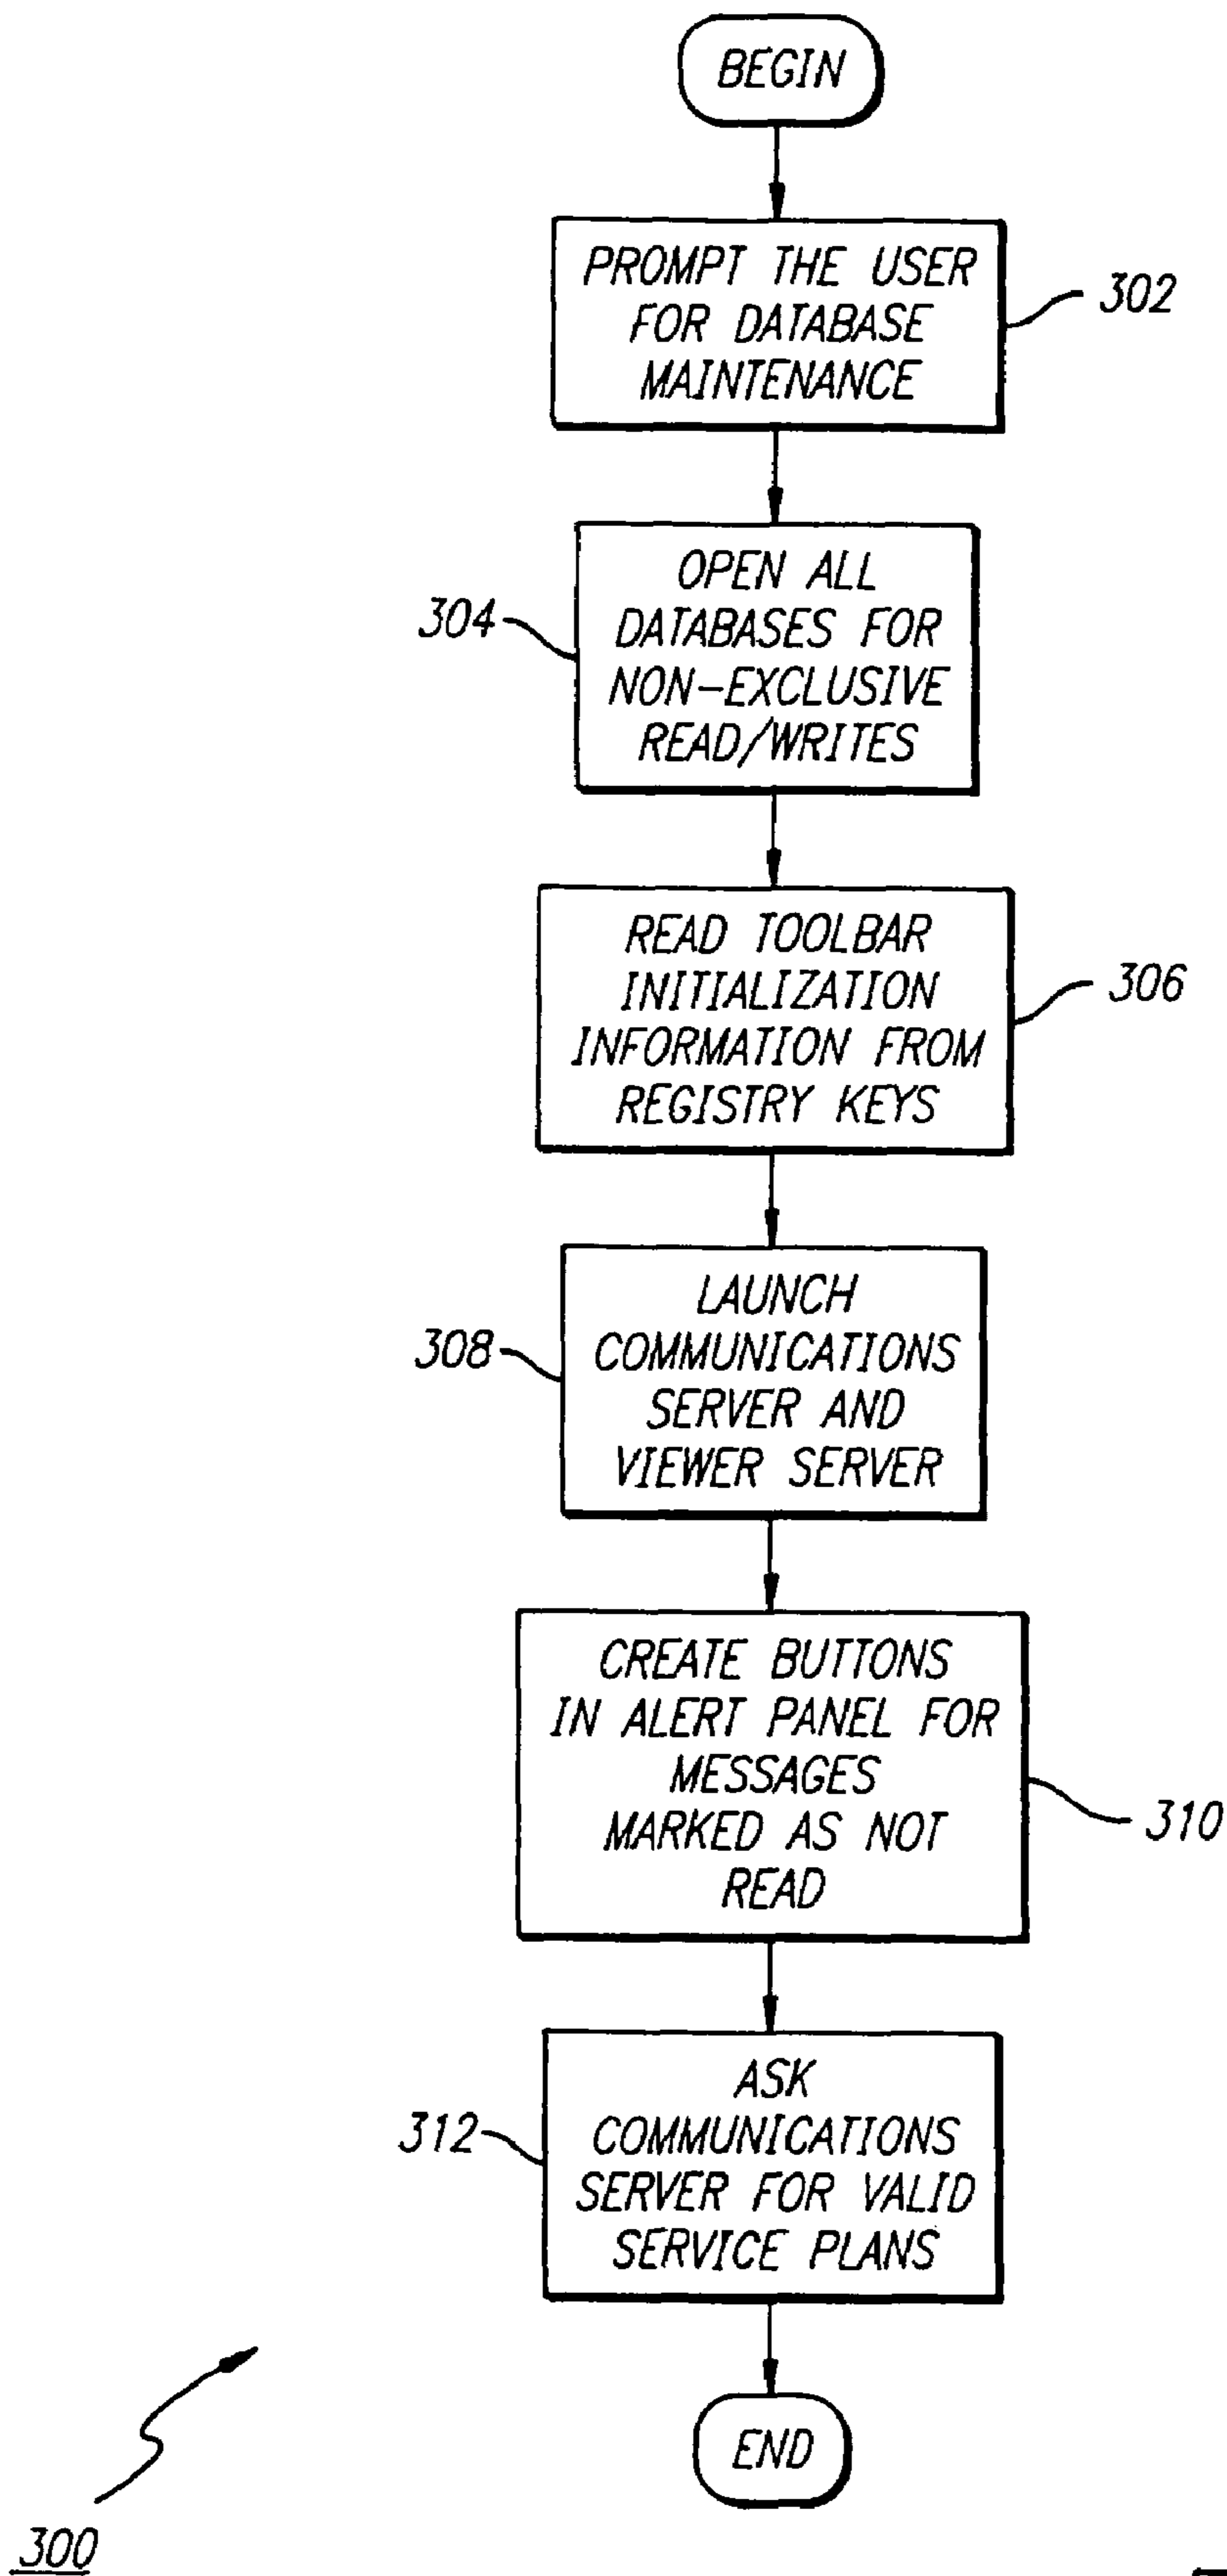 BEGIN
PROMPT THE USER
FOR DATABASE
MAINTENANCE
302
OPEN ALL
DATABASES FOR
NON-EXCLUSIVE
READ/WRITES
304
READ TOOLBAR
INITIALIZATION
INFORMATION FROM
REGISTRY KEYS
306
LAUNCH
COMMUNICATIONS
SERVER AND
VIEWER SERVER
308
CREATE BUTTONS
IN ALERT PANEL FOR
MESSAGES
MARKED AS NOT
READ
310
ASK
COMMUNICATIONS
SERVER FOR VALID
SERVICE PLANS
312
END
300